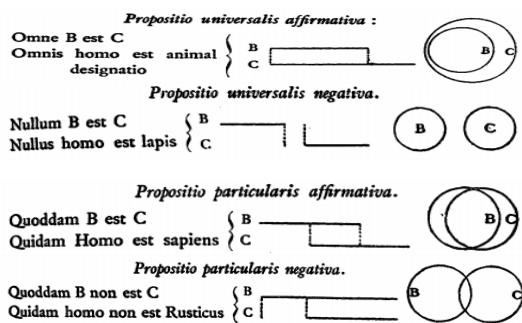 Propositio universalis affirmativa :
Omne B est C
Omnis homo est animal
designatio
B
C
B C
Propositio universalis negativa.
Nullum B est C
Nullus homo est lapis
B
C
B
C
Propositio particularis affirmativa.
Quoddam B est C
Quidam Homo est sapiens
B
C
B C
Propositio particularis negativa.
Quoddam B non est C
Quidam homo non est Rusticus
B
C
B
C